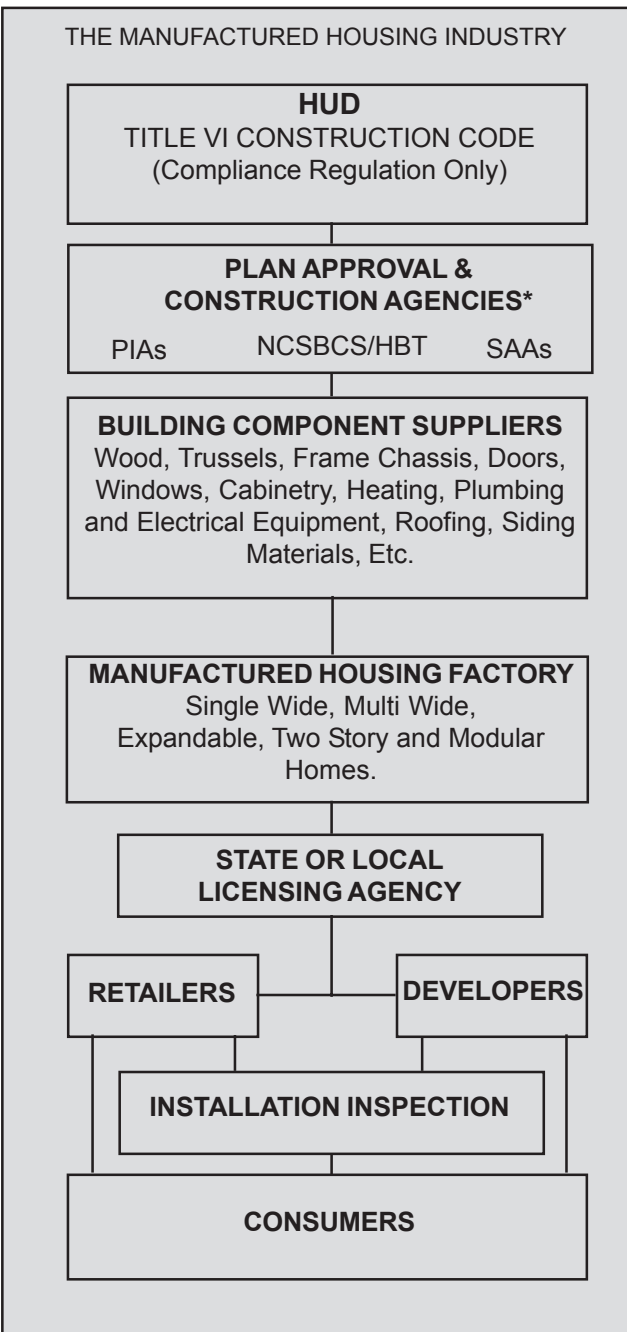 THE MANUFACTURED HOUSING INDUSTRY
HUD
TITLE VI CONSTRUCTION CODE
(Compliance Regulation Only)
PLAN APPROVAL &
CONSTRUCTION AGENCIES*
PIAs NCSBCS/HBT SAAs
BUILDING COMPONENT SUPPLIERS
Wood, Trussels, Frame Chassis, Doors,
Windows, Cabinetry, Heating, Plumbing
and Electrical Equipment, Roofing, Siding
Materials, Etc.
MANUFACTURED HOUSING FACTORY
Single Wide, Multi Wide,
Expandable, Two Story and Modular
Homes.
STATE OR LOCAL
LICENSING AGENCY
RETAILERS
DEVELOPERS
INSTALLATION INSPECTION
CONSUMERS